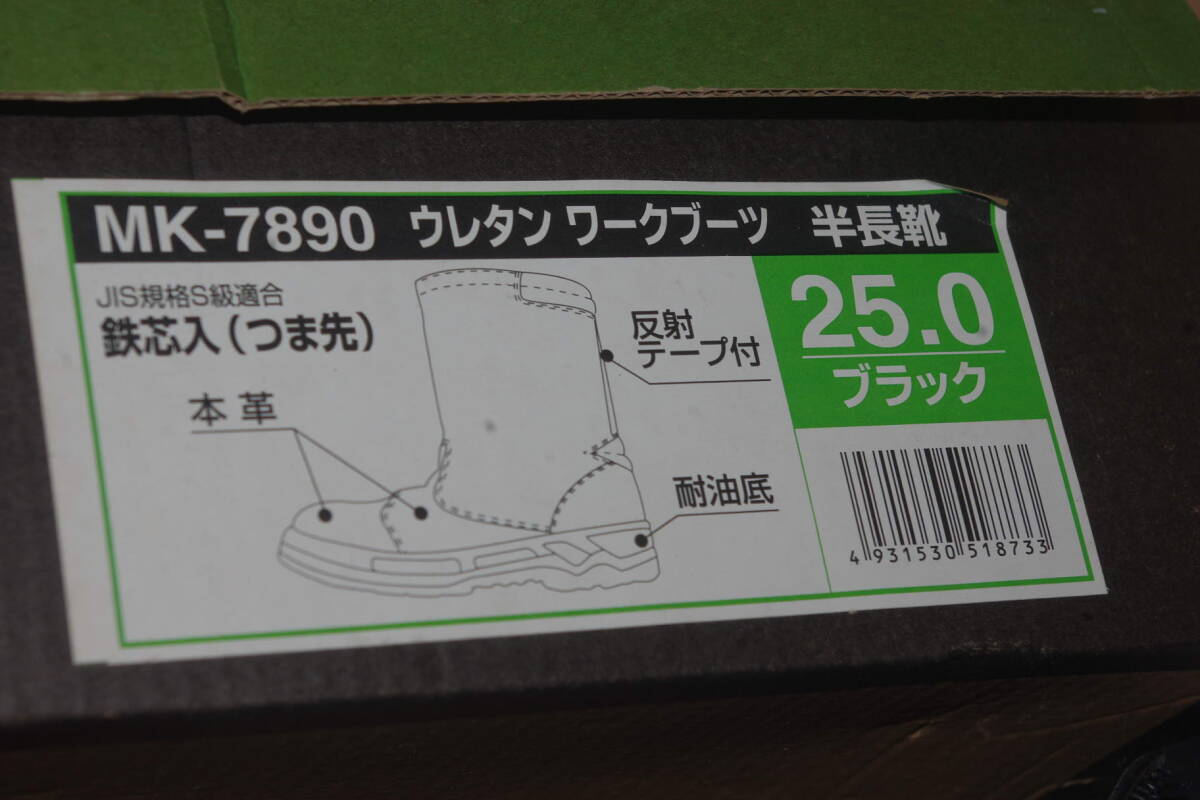 MK-7890 ウレタン ワークブーツ 半長靴
JIS規格S級適合
鉄芯入(つま先)
本革
反射
テープ付
耐油底
25.0
ブラック
4 931530 518733